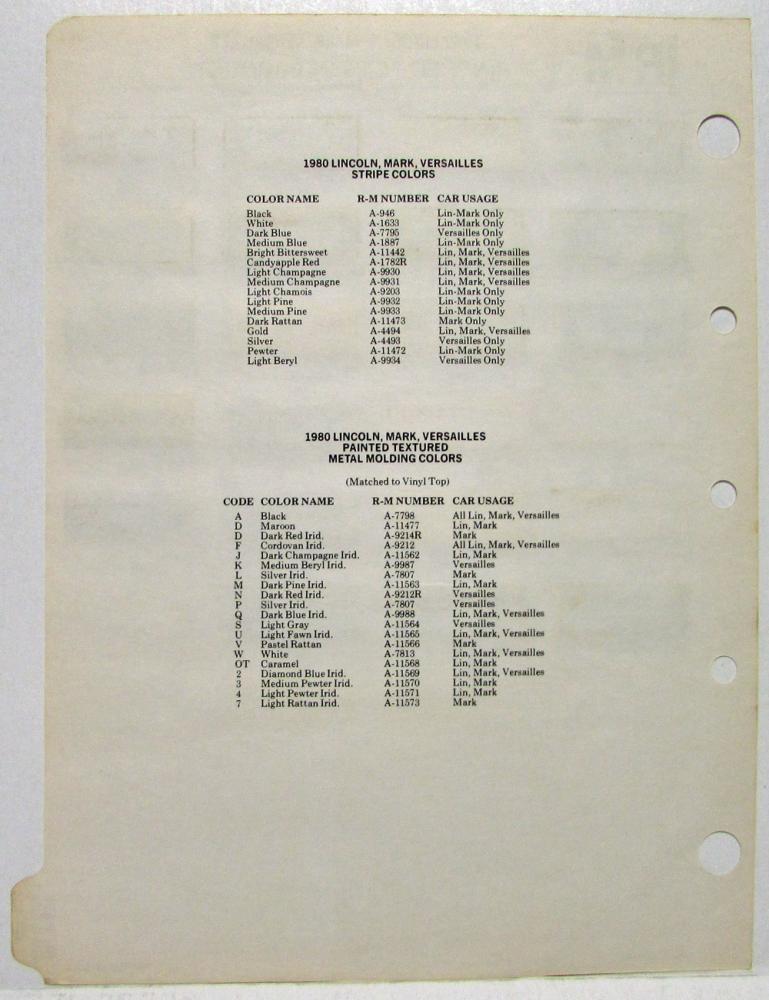 1980 LINCOLN, MARK, VERSAILLES
STRIPE COLORS
COLOR NAME R-M NUMBER CAR USAGE
Black A-946 Lin-Mark Only
White A-1633 Lin-Mark Only
Dark Blue A-7795 Versailles Only
Medium Blue A-1887 Lin-Mark Only
Bright Bittersweet A-11442 Lin, Mark, Versailles
Candyapple Red A-1782R Lin, Mark, Versailles
Light Champagne A-9930 Lin, Mark, Versailles
Medium Champagne A-9931 Lin, Mark, Versailles
Light Chamois A-9203 Lin-Mark Only
Light Pine A-9932 Lin-Mark Only
Medium Pine A-9933 Lin-Mark Only
Dark Rattan A-11473 Mark Only
Gold A-4494 Lin, Mark, Versailles
Silver A-4493 Versailles Only
Pewter A-11472 Lin-Mark Only
Light Beryl A-9934 Versailles Only
1980 LINCOLN, MARK, VERSAILLES
PAINTED TEXTURED
METAL MOLDING COLORS
(Matched to Vinyl Top)
CODE COLOR NAME R-M NUMBER CAR USAGE
A Black A-7798 All Lin, Mark, Versailles
D Maroon A-11477 Lin, Mark
D Dark Red Irid. A-9214R Mark
F Cordovan Irid. A-9212 All Lin, Mark, Versailles
J Dark Champagne Irid. A-11562 Lin, Mark
K Medium Beryl Irid. A-9987 Versailles
L Silver Irid. A-7807 Mark
M Dark Pine Irid. A-11563 Lin, Mark
N Dark Red Irid. A-9212R Versailles
P Silver Irid. A-7807 Versailles
Q Dark Blue Irid. A-9988 Lin, Mark, Versailles
S Light Gray A-11564 Versailles
U Light Fawn Irid. A-11565 Lin, Mark, Versailles
V Pastel Rattan A-11566 Mark
W White A-7813 Lin, Mark, Versailles
OT Caramel A-11568 Lin, Mark
2 Diamond Blue Irid. A-11569 Lin, Mark, Versailles
3 Medium Pewter Irid. A-11570 Lin, Mark
4 Light Pewter Irid. A-11571 Lin, Mark
7 Light Rattan Irid. A-11573 Mark